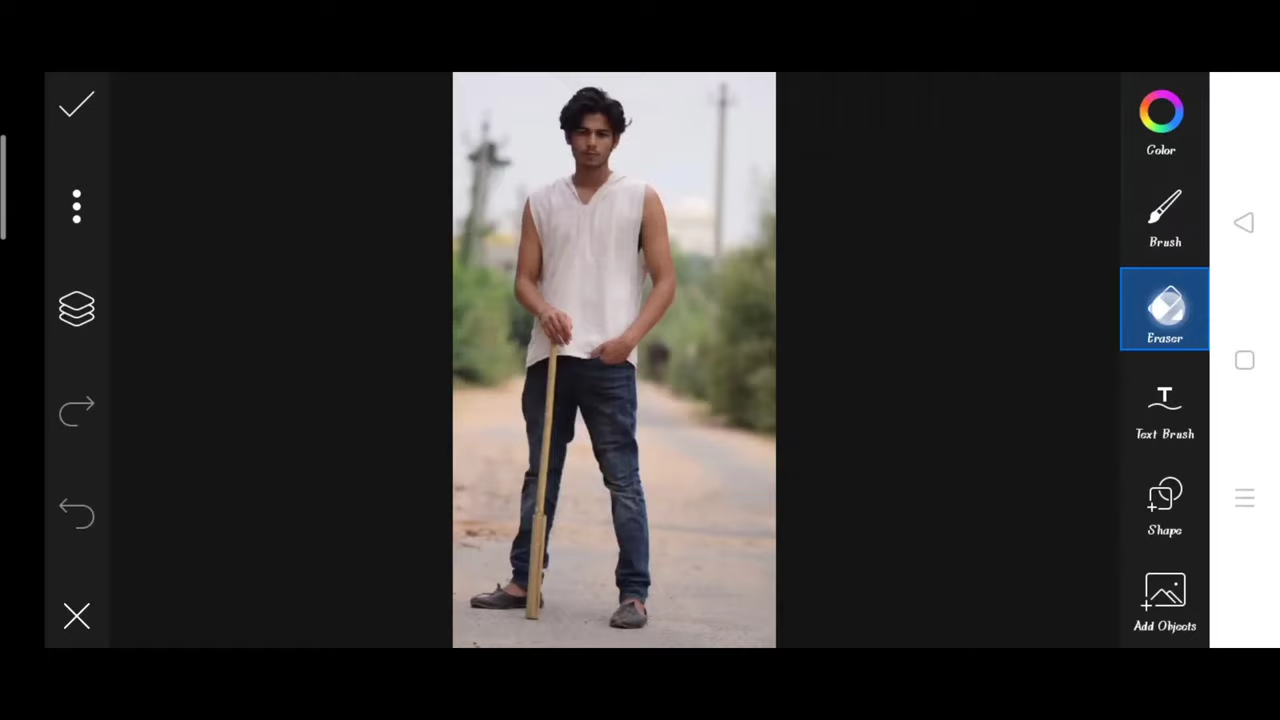 Color
Brush
Eraser
Text Brush
Shape
Add Objects